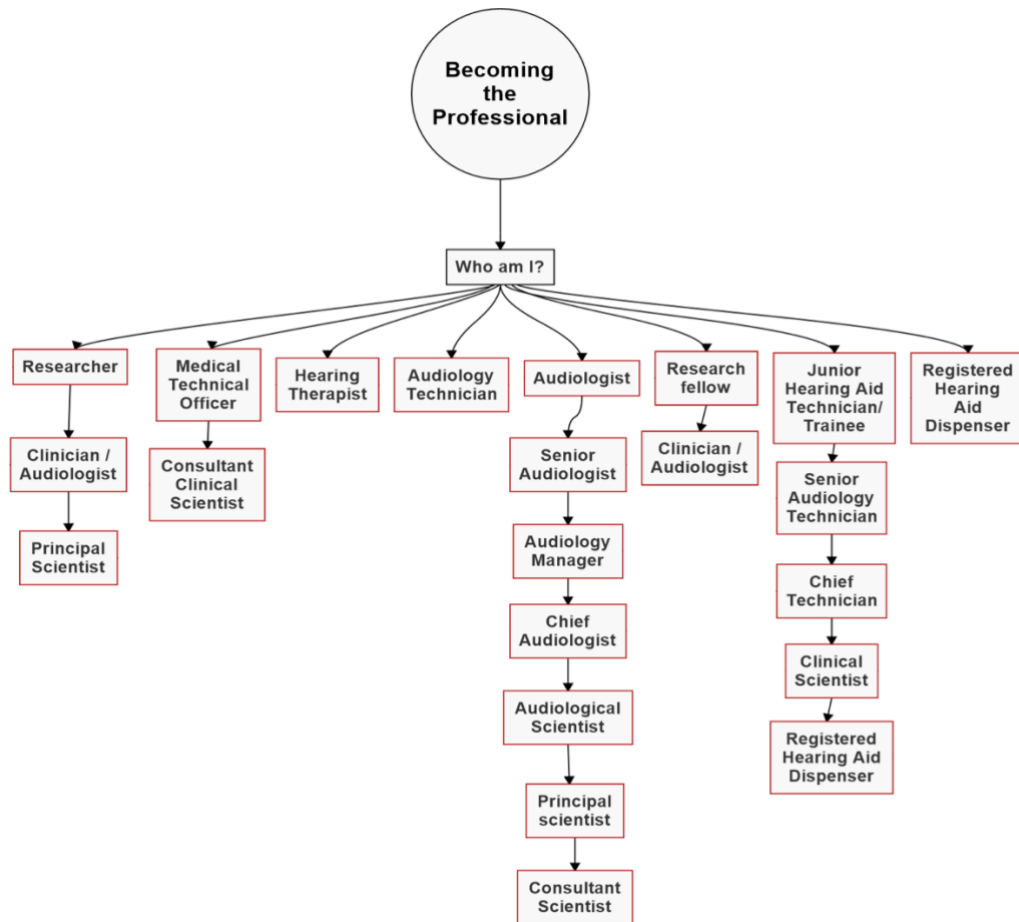 Becoming
the
Professional
Who am I?
Researcher
Clinician /
Audiologist
Principal
Scientist
Medical
Technical
Officer
Consultant
Clinical
Scientist
Hearing
Therapist
Audiology
Technician
Audiologist
Senior
Audiologist
Audiology
Manager
Chief
Audiologist
Audiological
Scientist
Principal
scientist
Consultant
Scientist
Research
fellow
Clinician /
Audiologist
Junior
Hearing Aid
Technician/
Trainee
Senior
Audiology
Technician
Chief
Technician
Clinical
Scientist
Registered
Hearing Aid
Dispenser
Registered
Hearing
Aid
Dispenser